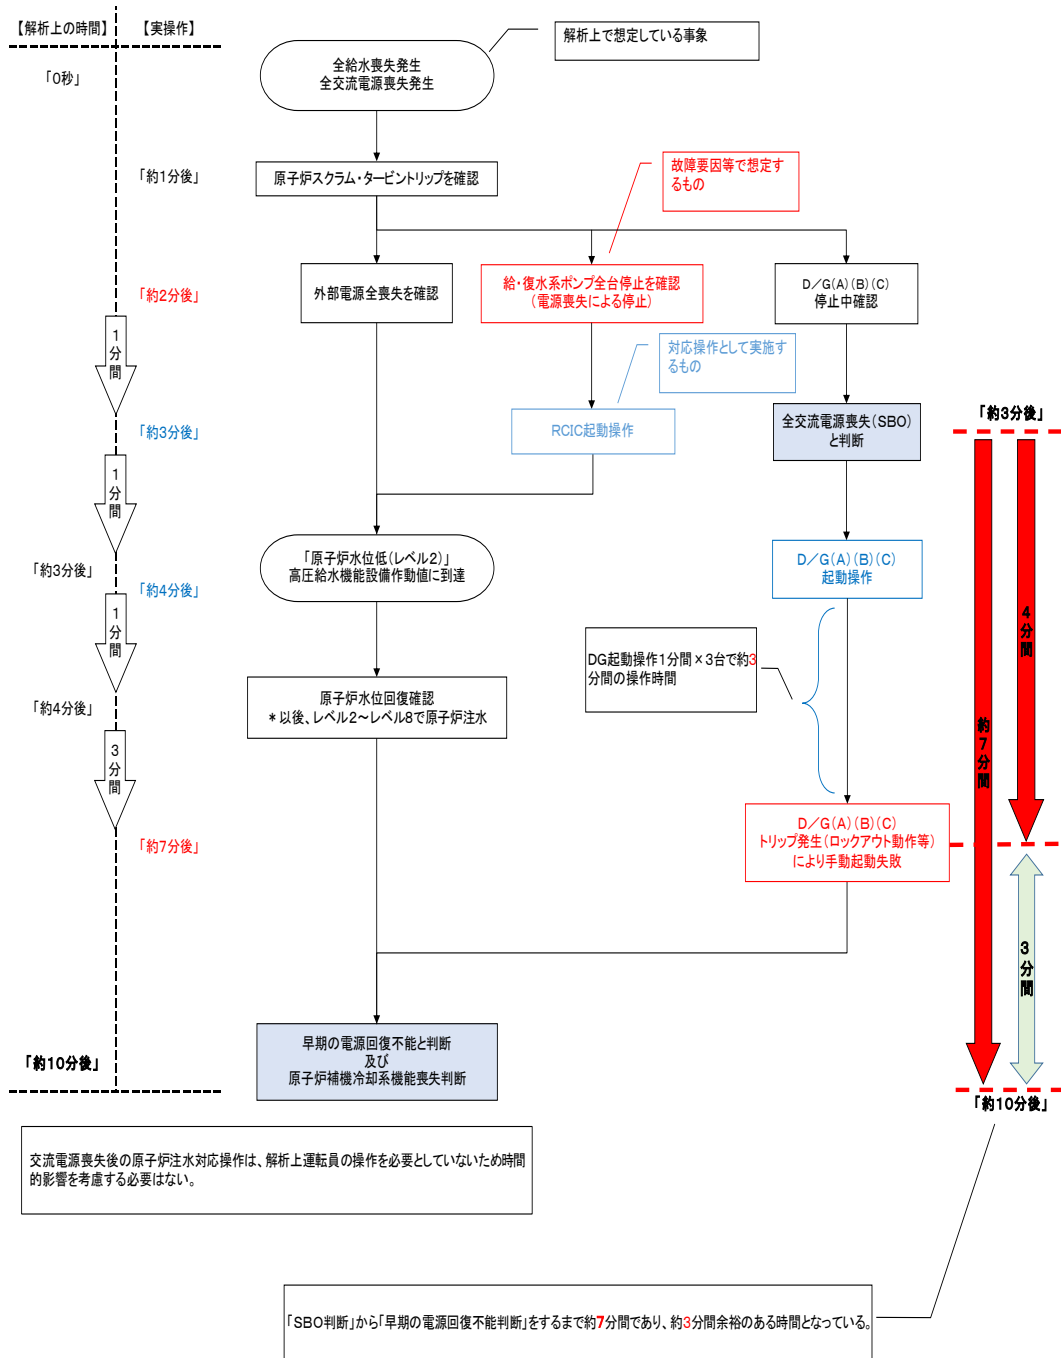 【解析上の時間】
【実操作】
解析上で想定している事象
全給水喪失発生
全交流電源喪失発生
「0秒」
「約1分後」
原子炉スクラム・タービントリップを確認
故障要因等で想定す
るもの
「約2分後」
外部電源全喪失を確認
給・復水系ポンプ全台停止を確認
（電源喪失による停止）
D／G（A）（B）（C）
停止中確認
1
分
間
対応操作として実施す
るもの
「約3分後」
RCIC起動操作
全交流電源喪失（SBO）
と判断
「約3分後」
1
分
間
「約3分後」
「原子炉水位低（レベル2）」
高圧給水機能設備作動値に到達
「約4分後」
D／G（A）（B）（C）
起動操作
1
分
間
DG起動操作1分間×3台で約3
分間の操作時間
4
分
間
「約4分後」
原子炉水位回復確認
＊以後、レベル2～レベル8で原子炉注水
約
7
分
間
3
分
間
「約7分後」
D／G（A）（B）（C）
トリップ発生（ロックアウト動作等）
により手動起動失敗
3
分
間
「約10分後」
早期の電源回復不能と判断
及び
原子炉補機冷却系機能喪失判断
「約10分後」
交流電源喪失後の原子炉注水対応操作は、解析上運転員の操作を必要としていないため時間
的影響を考慮する必要はない。
「SBO判断」から「早期の電源回復不能判断」をするまで約7分間であり、約3分間余裕のある時間となっている。